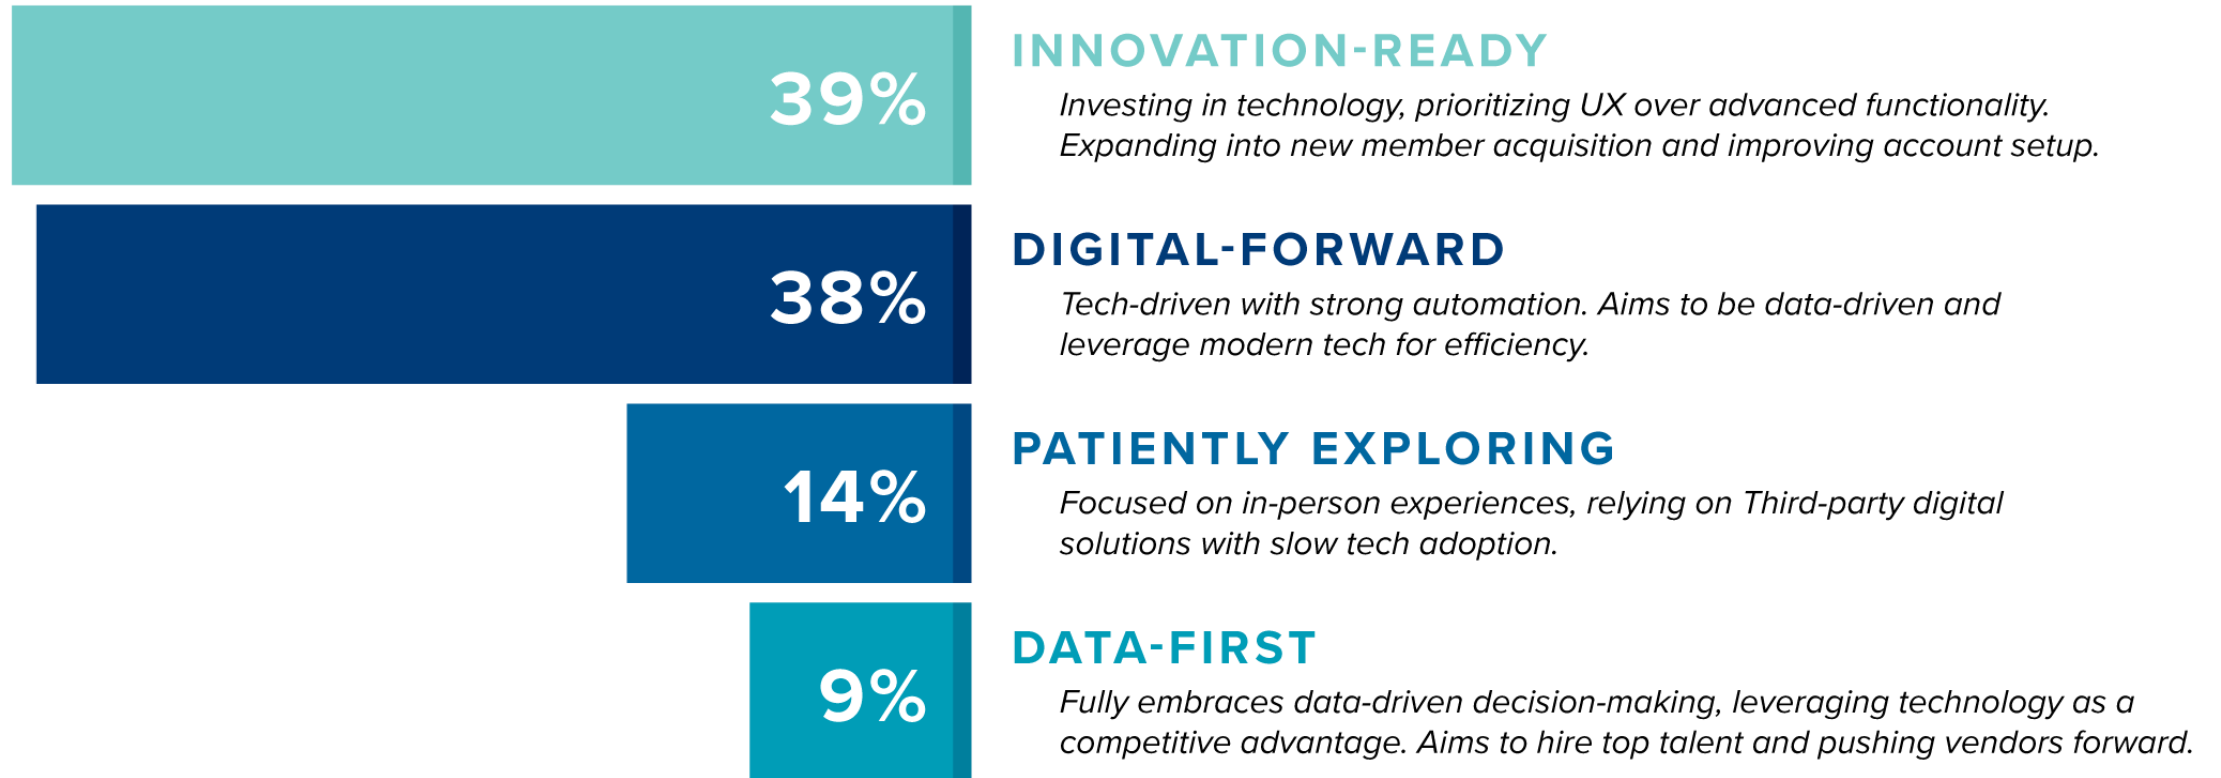 39%
INNOVATION-READY
Investing in technology, prioritizing UX over advanced functionality.
Expanding into new member acquisition and improving account setup.
38%
DIGITAL-FORWARD
Tech-driven with strong automation. Aims to be data-driven and
leverage modern tech for efficiency.
14%
PATIENTLY EXPLORING
Focused on in-person experiences, relying on Third-party digital
solutions with slow tech adoption.
9%
DATA-FIRST
Fully embraces data-driven decision-making, leveraging technology as a
competitive advantage. Aims to hire top talent and pushing vendors forward.